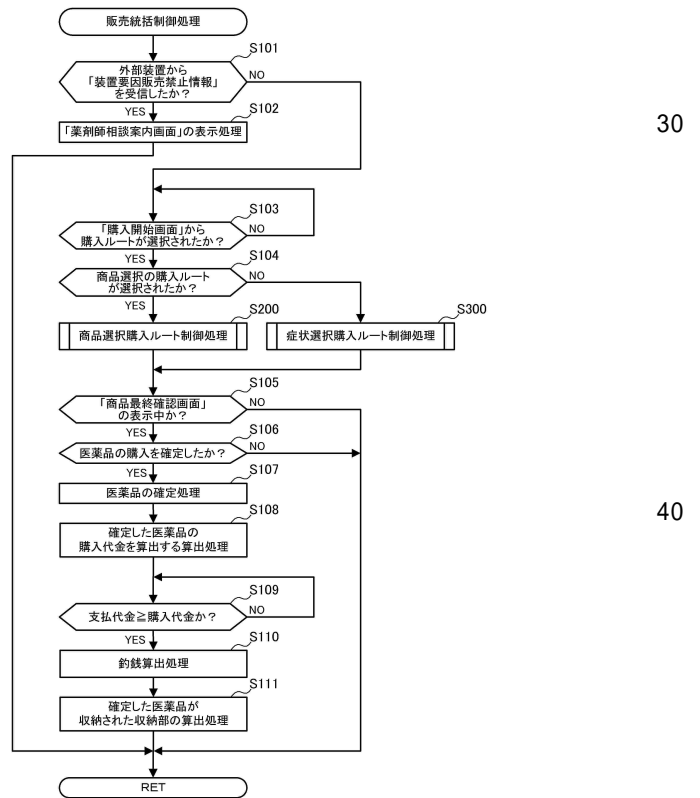 販売統括制御処理
S101
外部装置から
「装置要因販売禁止情報」
を受信したか？
NO
YES
S102
「薬剤師相談案内画面」の表示処理
30
S103
「購入開始画面」から
購入ルートが選択されたか？
NO
YES
S104
商品選択の購入ルート
が選択されたか？
NO
YES
S200
S300
商品選択購入ルート制御処理
症状選択購入ルート制御処理
S105
「商品最終確認画面」
の表示中か？
NO
YES
S106
医薬品の購入を確定したか？
NO
YES
S107
医薬品の確定処理
S108
確定した医薬品の
購入代金を算出する算出処理
40
S109
支払代金≧購入代金か？
NO
YES
S110
釣銭算出処理
S111
確定した医薬品が
収納された収納部の算出処理
RET